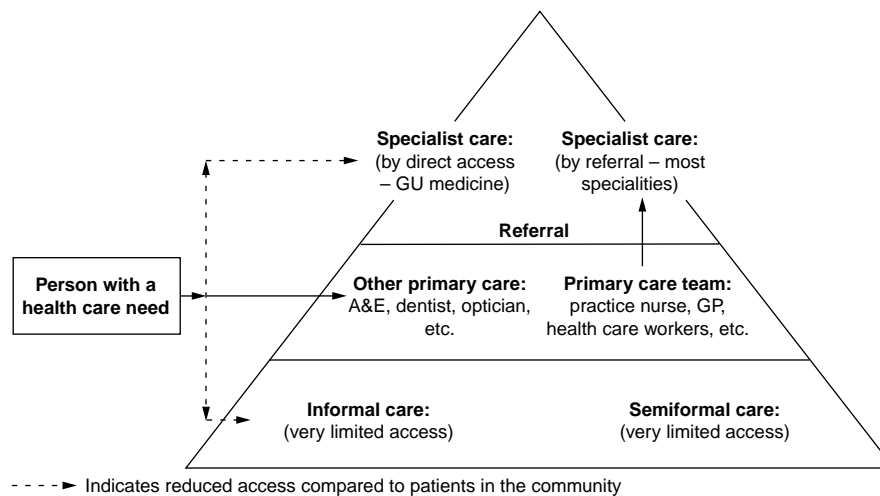 Specialist care:
(by direct access
– GU medicine)
Specialist care:
(by referral – most
specialities)
Referral
Person with a
health care need
Other primary care:
A&E, dentist, optician,
etc.
Primary care team:
practice nurse, GP,
health care workers, etc.
Informal care:
(very limited access)
Semiformal care:
(very limited access)
Indicates reduced access compared to patients in the community